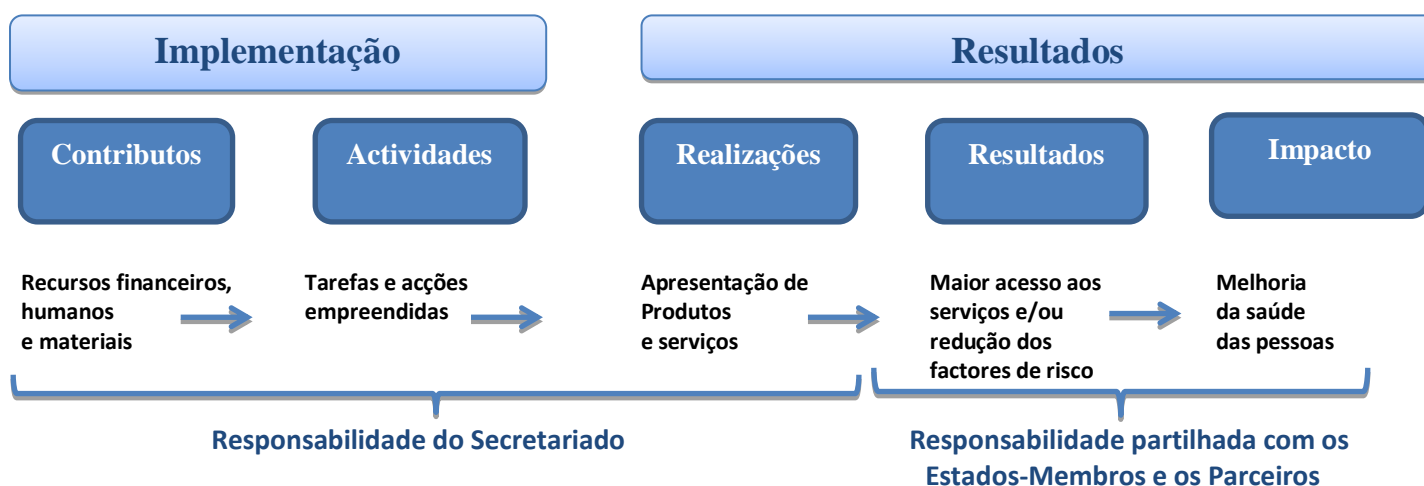 Implementação
Resultados
Contributos
Actividades
Realizações
Resultados
Impacto
Recursos financeiros,
humanos
e materiais
Tarefas e acções
empreendidas
Apresentação de
Produtos
e serviços
Maior acesso aos
serviços e/ou
redução dos
factores de risco
Melhoria
da saúde
das pessoas
Responsabilidade do Secretariado
Responsabilidade partilhada com os
Estados-Membros e os Parceiros